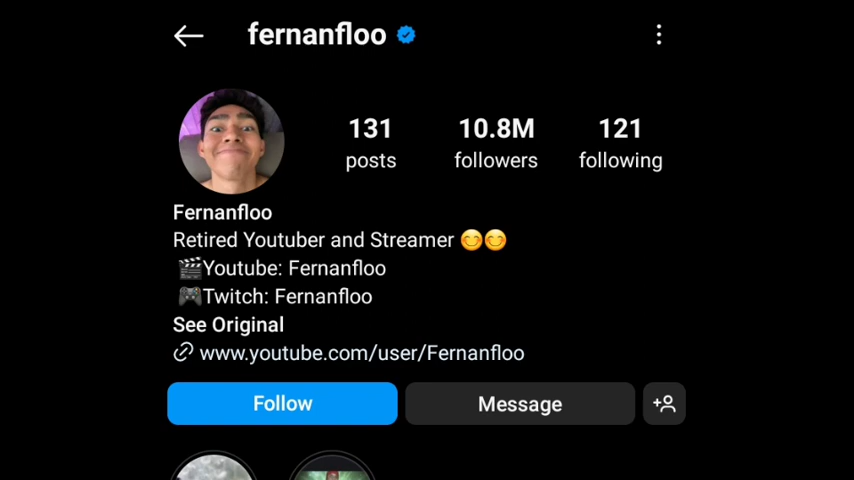 fernanfloo
131 10.8M 121
posts followers following
Fernanfloo
Retired Youtuber and Streamer 😊😊
🎬Youtube: Fernanfloo
🎮Twitch: Fernanfloo
See Original
www.youtube.com/user/Fernanfloo
Follow Message